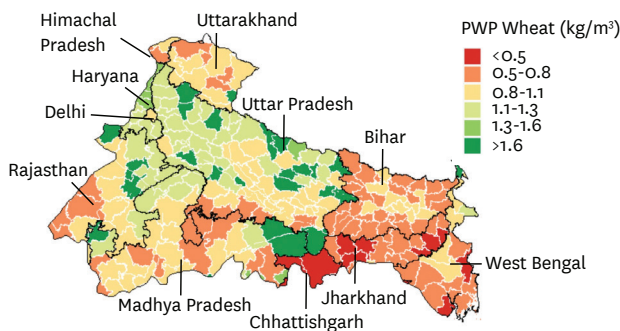 Himachal
Pradesh
Uttarakhand
PWP Wheat (kg/m³)
<0.5
0.5-0.8
0.8-1.1
1.1-1.3
1.3-1.6
>1.6
Haryana
Delhi
Uttar Pradesh
Bihar
Rajasthan
West Bengal
Jharkhand
Madhya Pradesh
Chhattishgarh